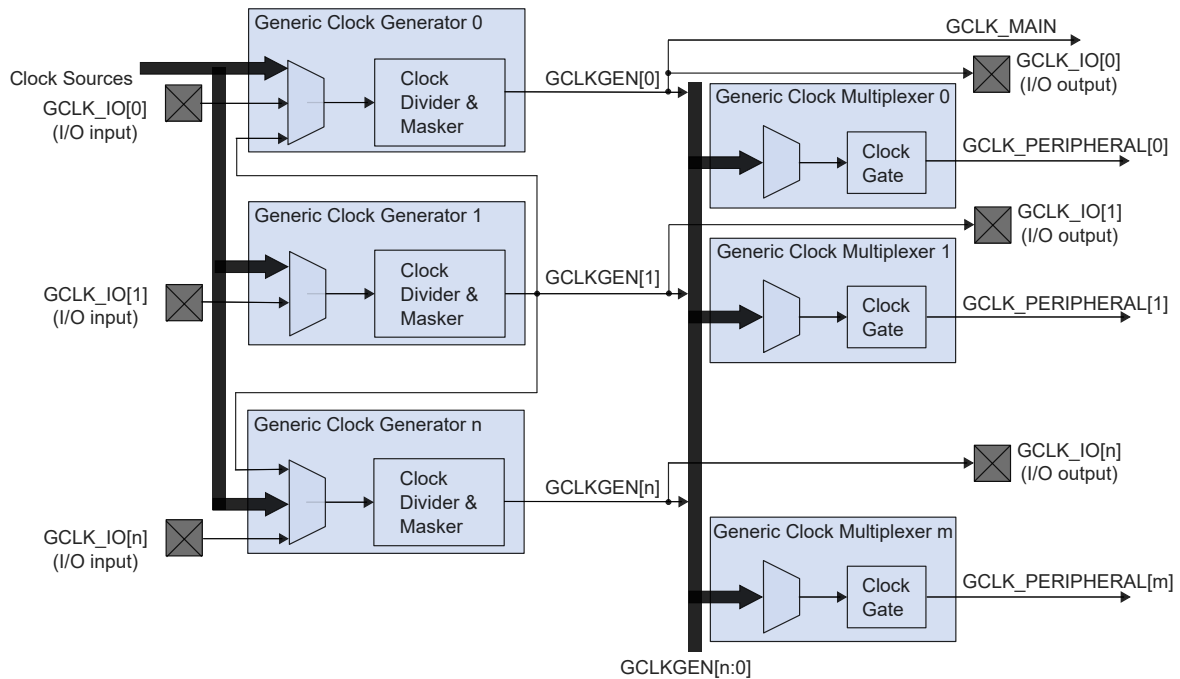 Generic Clock Generator 0
Clock Sources
GCLK_IO[0]
(I/O input)
Clock
Divider &
Masker
GCLKGEN[0]
GCLK_MAIN
GCLK_IO[0]
(I/O output)
Generic Clock Multiplexer 0
Clock
Gate
GCLK_PERIPHERAL[0]
Generic Clock Generator 1
GCLK_IO[1]
(I/O input)
Clock
Divider &
Masker
GCLKGEN[1]
GCLK_IO[1]
(I/O output)
Generic Clock Multiplexer 1
Clock
Gate
GCLK_PERIPHERAL[1]
Generic Clock Generator n
GCLK_IO[n]
(I/O input)
Clock
Divider &
Masker
GCLKGEN[n]
GCLK_IO[n]
(I/O output)
Generic Clock Multiplexer m
Clock
Gate
GCLK_PERIPHERAL[m]
GCLKGEN[n:0]